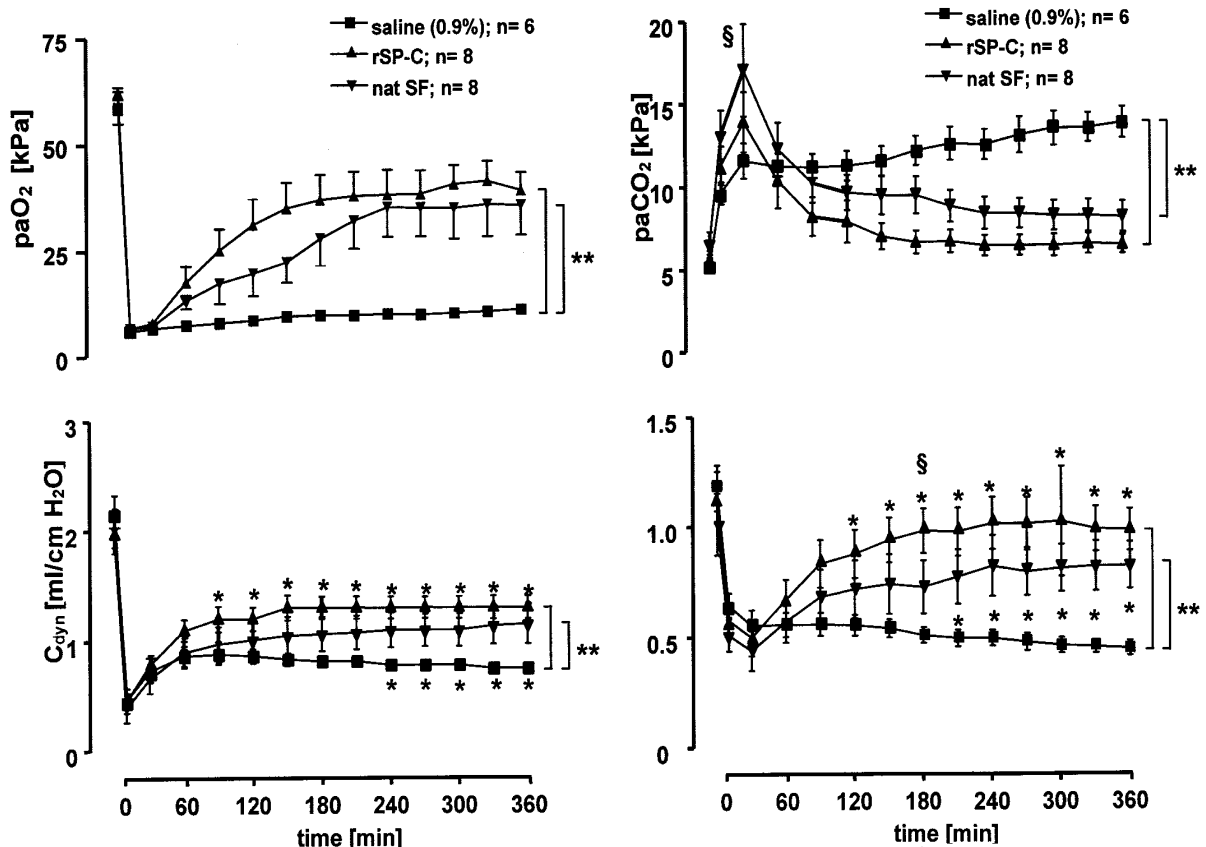 saline (0.9%); n= 6
rSP-C; n= 8
nat SF; n= 8
75
50
25
0
paO₂ [kPa]
**
saline (0.9%); n= 6
rSP-C; n= 8
nat SF; n= 8
20
15
10
5
0
paCO₂ [kPa]
§
**
3
2
1
0
C_dyn [ml/cm H₂O]
* * * * * * * * * *
* * * * *
**
0 60 120 180 240 300 360
time [min]
1.5
1.0
0.5
0
§
* * * * * * * * *
* * * * * *
**
0 60 120 180 240 300 360
time [min]